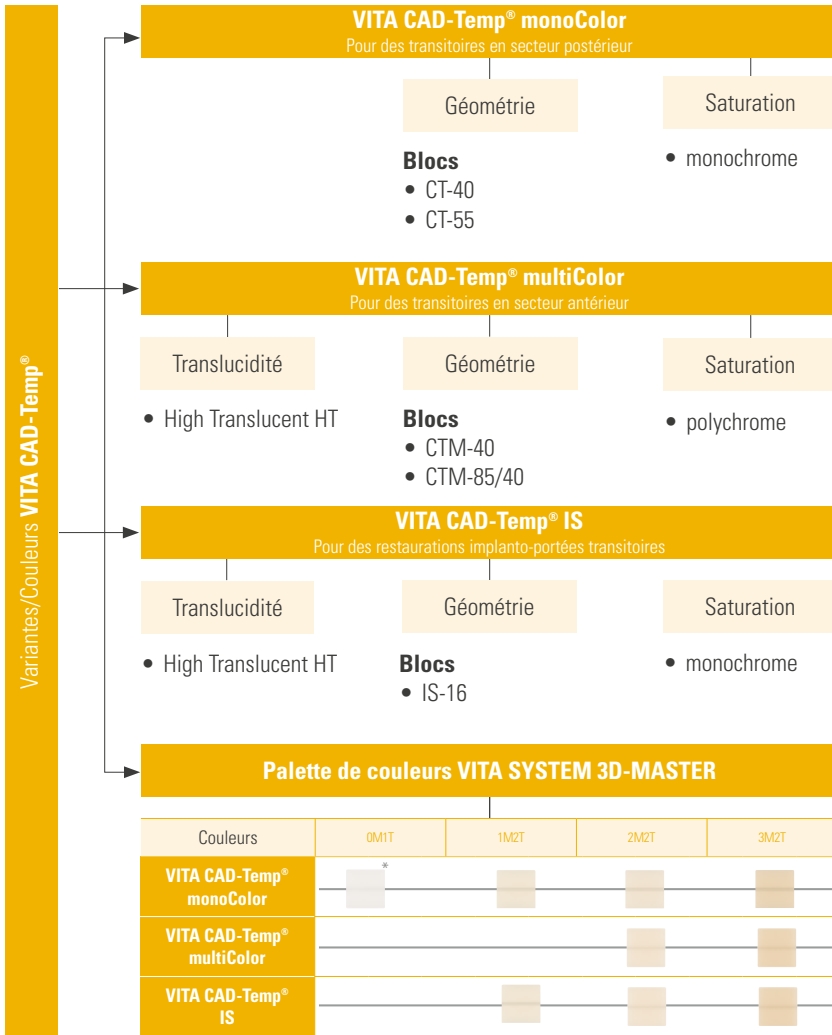 Variantes/Couleurs VITA CAD-Temp®
VITA CAD-Temp® monoColor
Pour des transitoires en secteur postérieur
Géométrie
Saturation
Blocs
• CT-40
• CT-55
• monochrome
VITA CAD-Temp® multiColor
Pour des transitoires en secteur antérieur
Translucidité
Géométrie
Saturation
• High Translucent HT
Blocs
• CTM-40
• CTM-85/40
• polychrome
VITA CAD-Temp® IS
Pour des restaurations implanto-portées transitoires
Translucidité
Géométrie
Saturation
• High Translucent HT
Blocs
• IS-16
• monochrome
Palette de couleurs VITA SYSTEM 3D-MASTER
Couleurs 0M1T 1M2T 2M2T 3M2T
VITA CAD-Temp®
monoColor
*
VITA CAD-Temp®
multiColor
VITA CAD-Temp®
IS